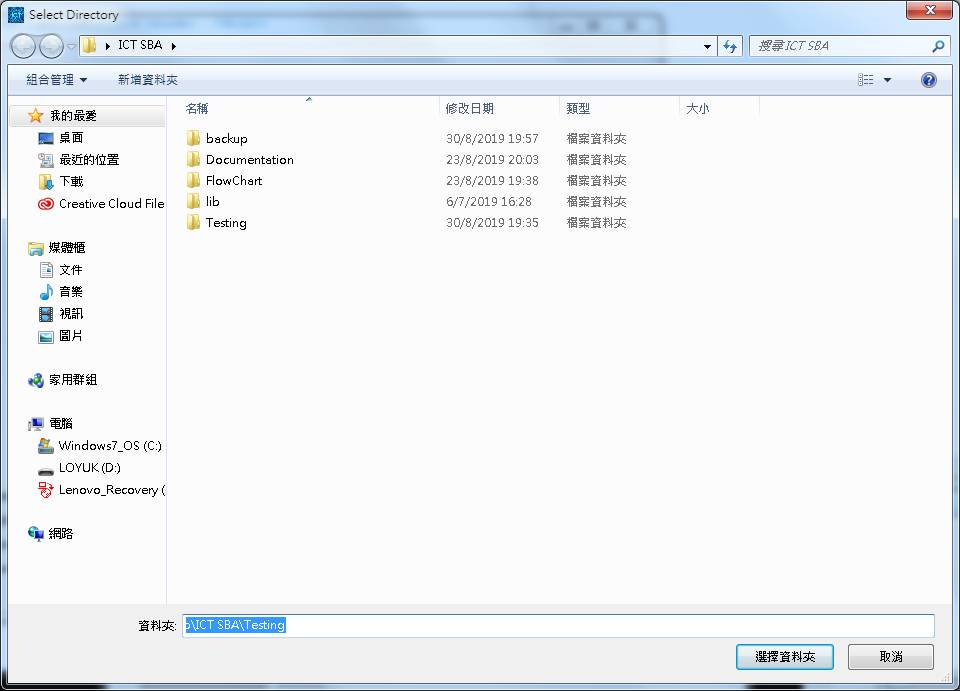 Select Directory
ICT SBA
搜尋 ICT SBA
組合管理 新增資料夾
名稱 修改日期 類型 大小
backup 30/8/2019 19:57 檔案資料夾
Documentation 23/8/2019 20:03 檔案資料夾
FlowChart 23/8/2019 19:38 檔案資料夾
lib 6/7/2019 16:28 檔案資料夾
Testing 30/8/2019 19:35 檔案資料夾
我的最愛
桌面
最近的位置
下載
Creative Cloud File
媒體櫃
文件
音樂
視訊
圖片
家用群組
電腦
Windows7_OS (C:)
LOYUK (D:)
Lenovo_Recovery (
網路
資料夾: \ICT SBA\Testing
選擇資料夾 取消